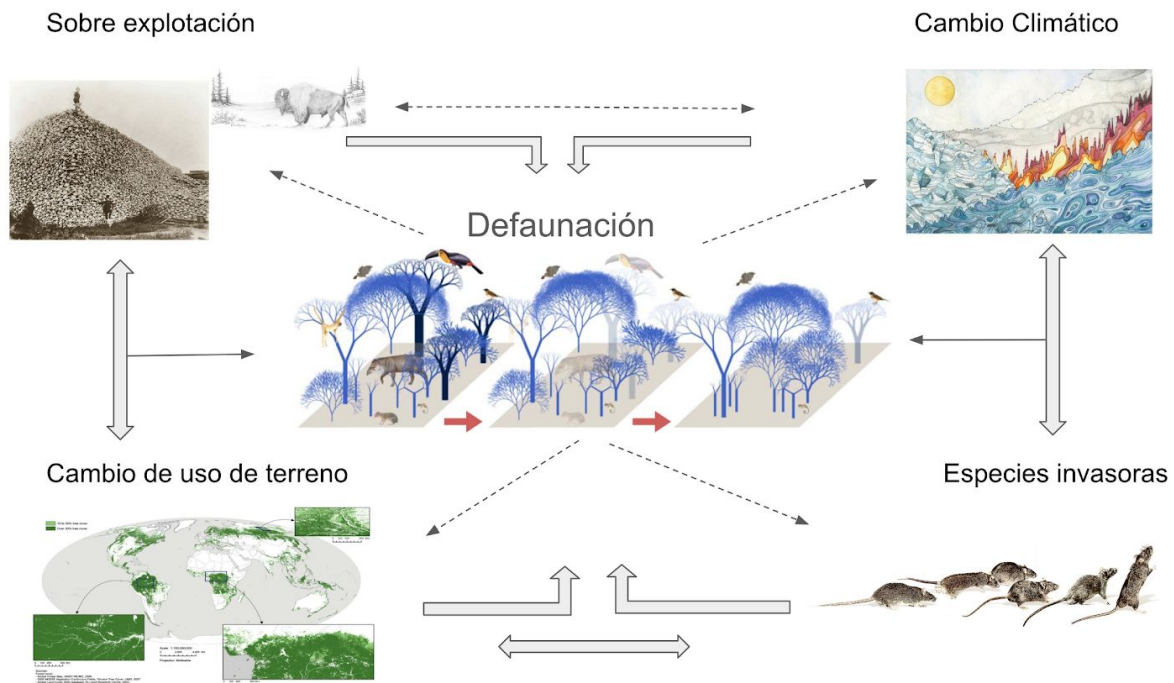 Sobre explotación
Cambio Climático
Defaunación
Cambio de uso de terreno
Especies invasoras